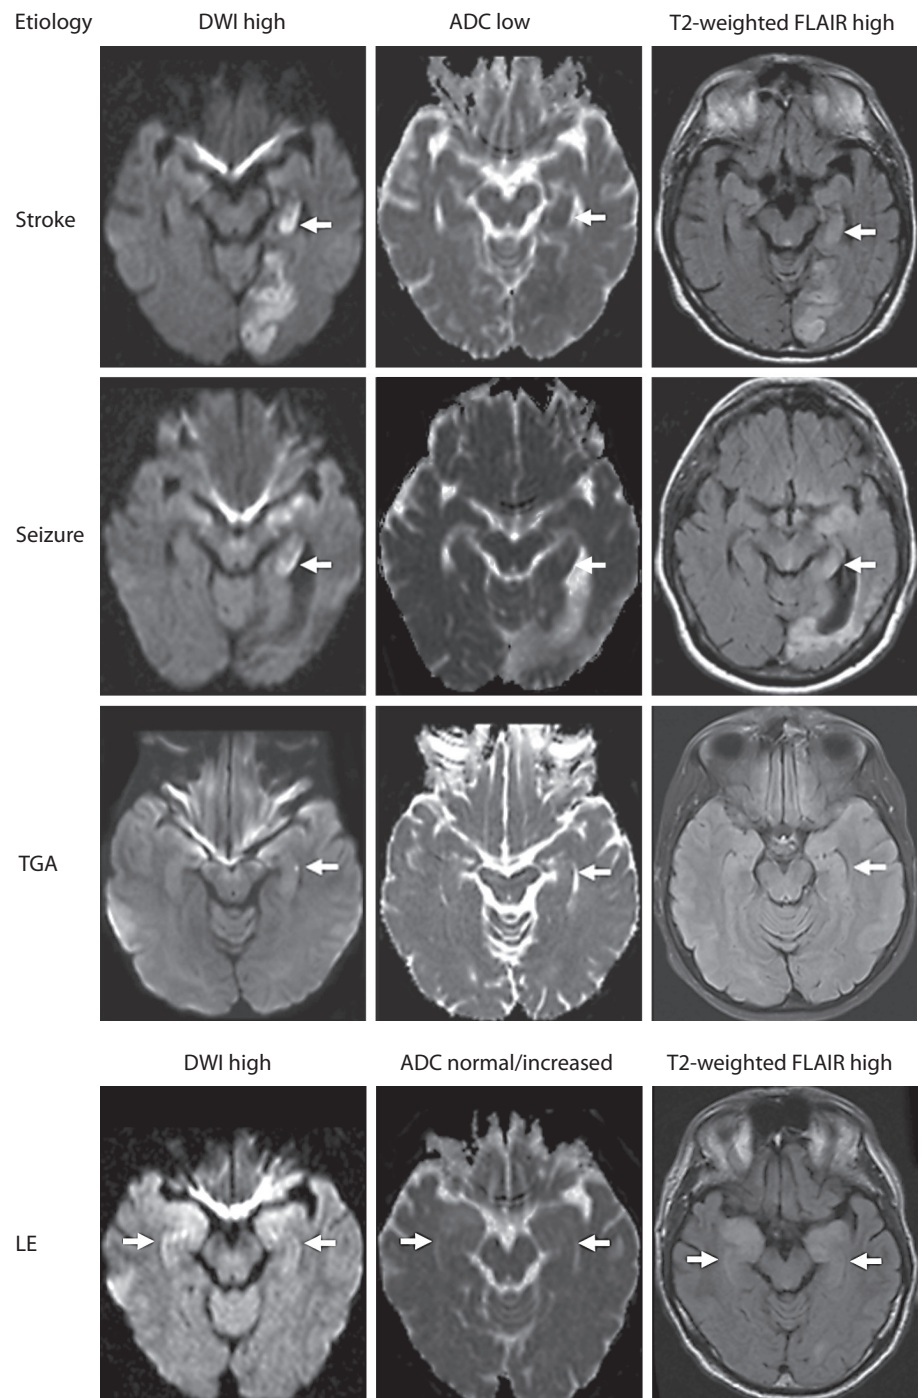 Etiology DWI high ADC low T2-weighted FLAIR high
Stroke
Seizure
TGA
DWI high ADC normal/increased T2-weighted FLAIR high
LE